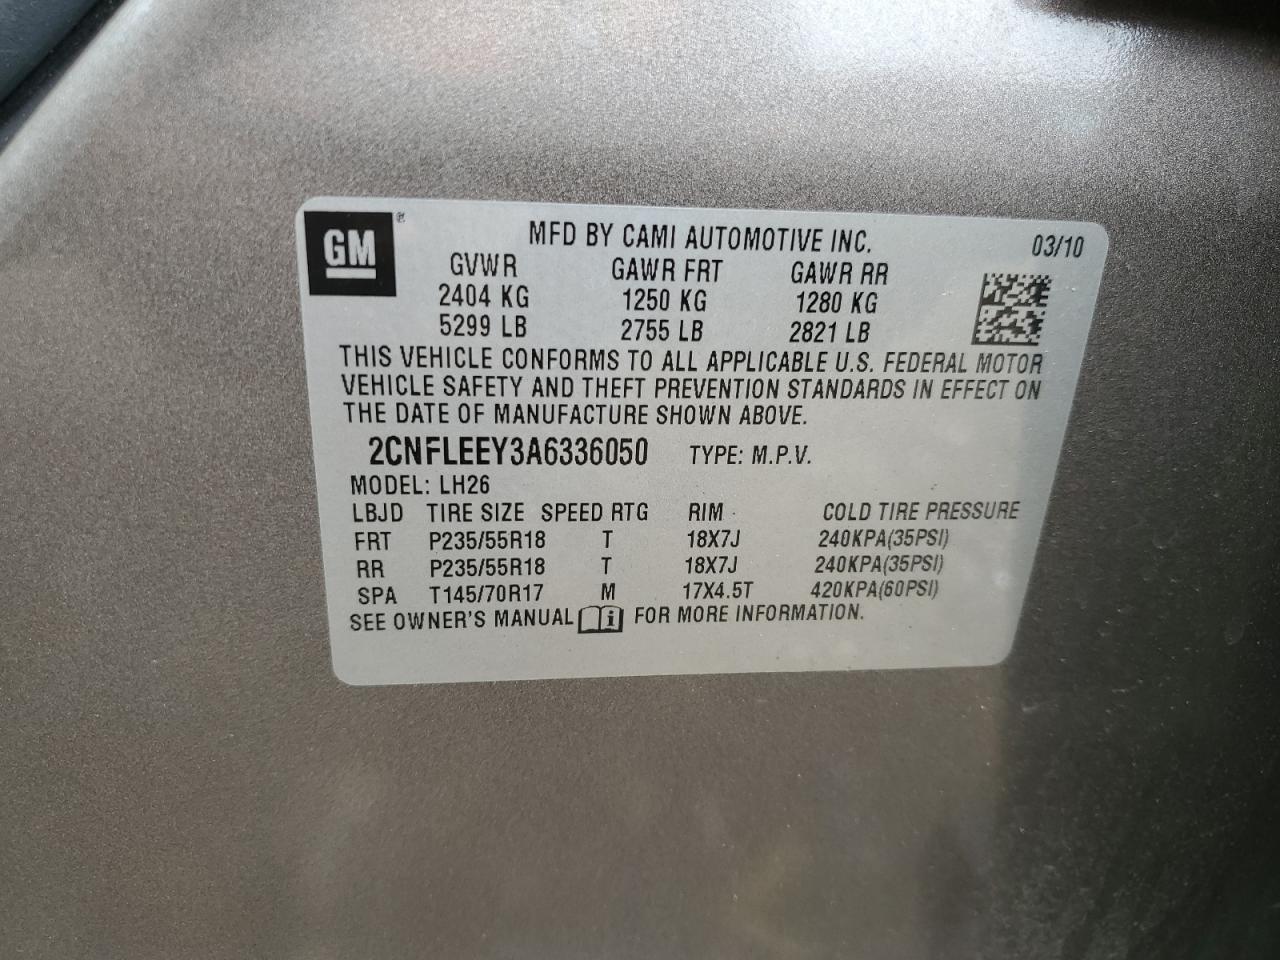 GM ® MFD BY CAMI AUTOMOTIVE INC. 03/10
GVWR GAWR FRT GAWR RR
2404 KG 1250 KG 1280 KG
5299 LB 2755 LB 2821 LB
THIS VEHICLE CONFORMS TO ALL APPLICABLE U.S. FEDERAL MOTOR
VEHICLE SAFETY AND THEFT PREVENTION STANDARDS IN EFFECT ON
THE DATE OF MANUFACTURE SHOWN ABOVE.
2CNFLEEY3A6336050 TYPE: M.P.V.
MODEL: LH26
LBJD TIRE SIZE SPEED RTG RIM COLD TIRE PRESSURE
FRT P235/55R18 T 18X7J 240KPA(35PSI)
RR P235/55R18 T 18X7J 240KPA(35PSI)
SPA T145/70R17 M 17X4.5T 420KPA(60PSI)
SEE OWNER'S MANUAL i FOR MORE INFORMATION.